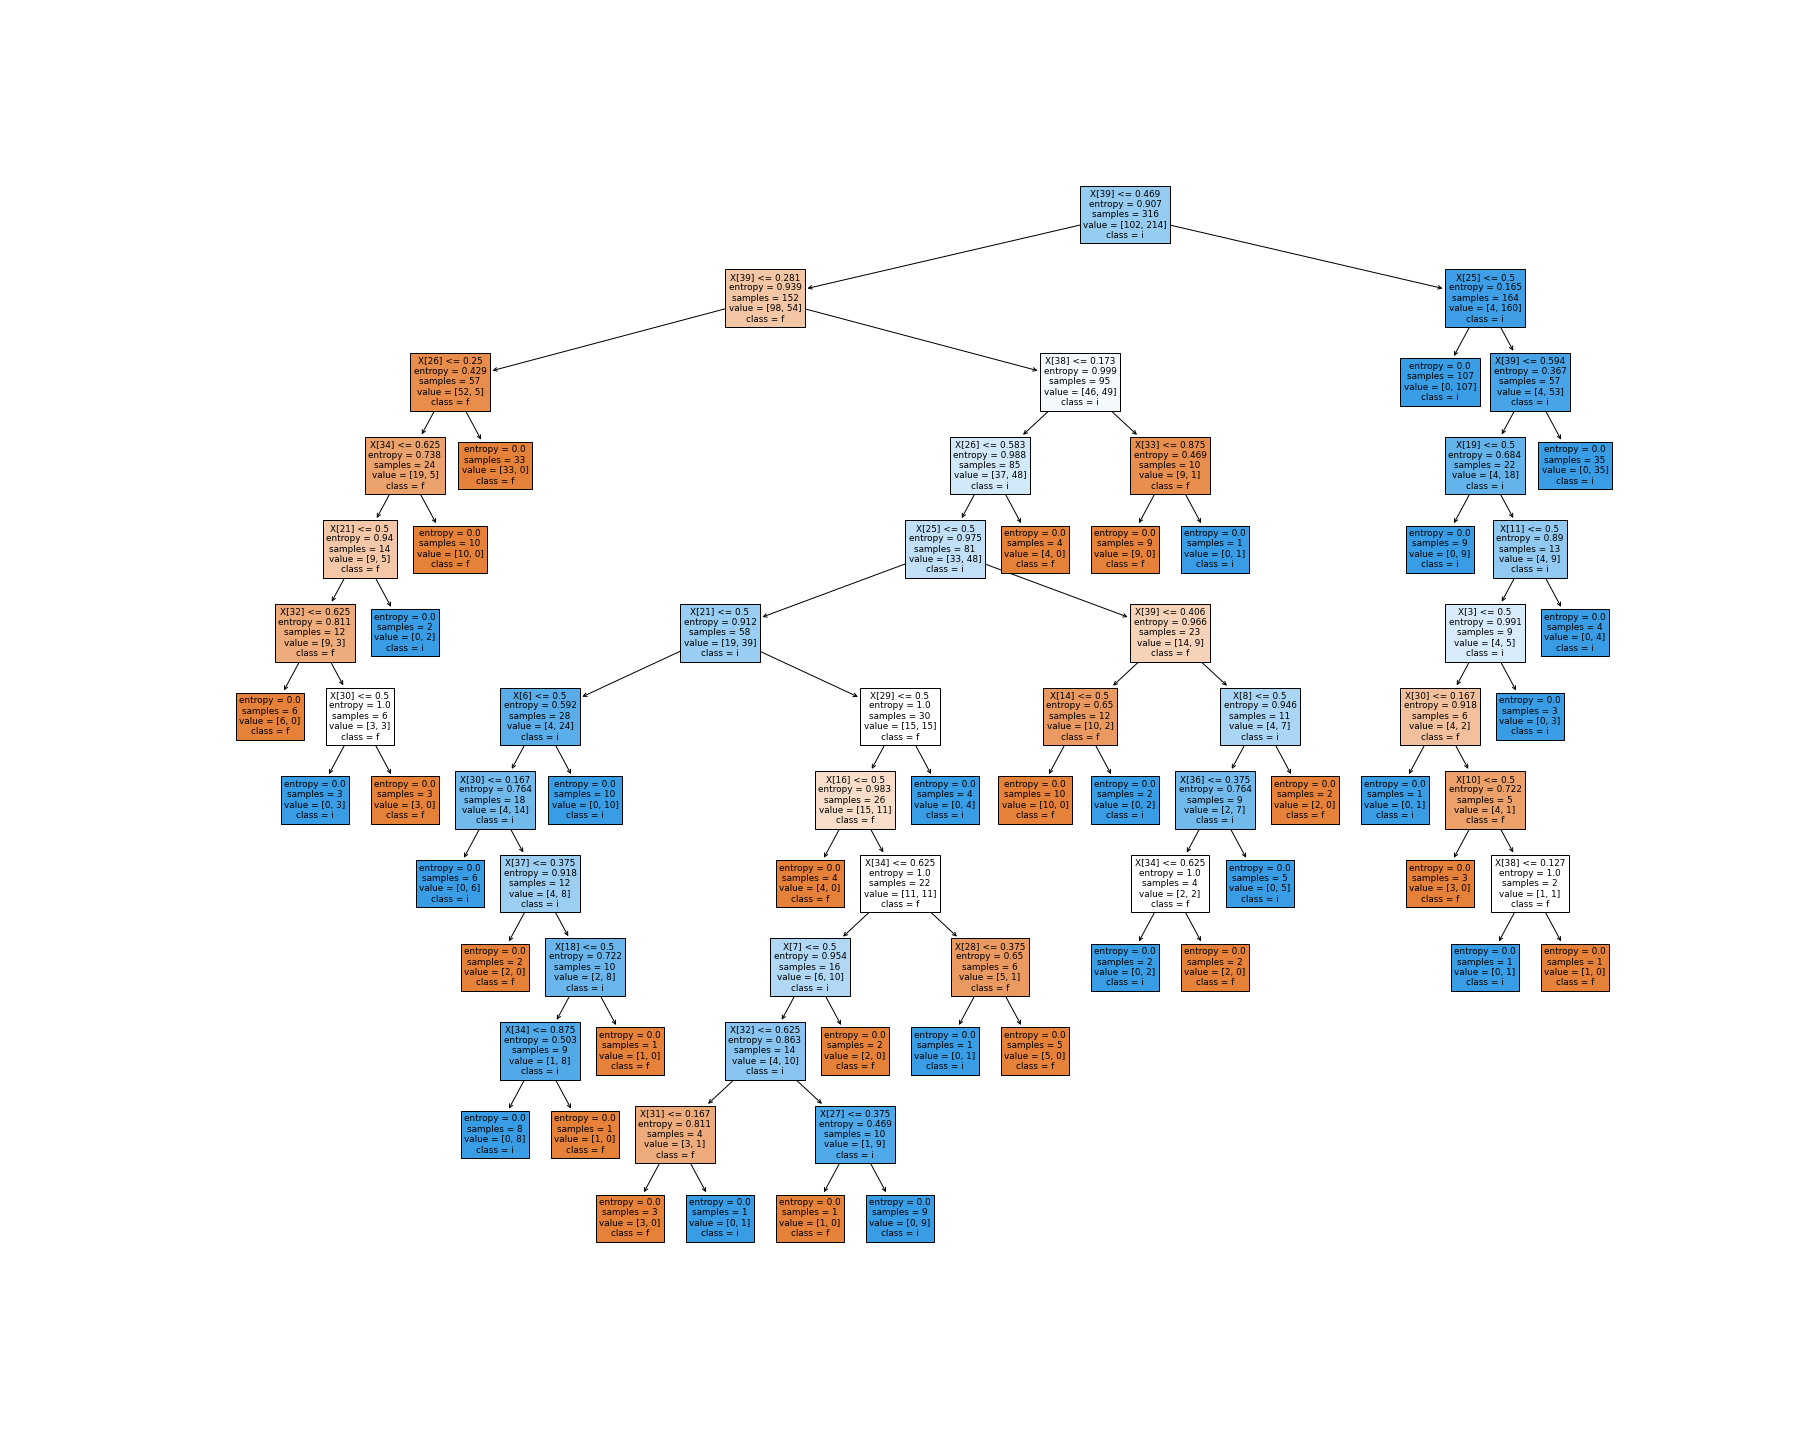 X[39] <= 0.469
entropy = 0.907
samples = 316
value = [102, 214]
class = i
X[39] <= 0.281
entropy = 0.939
samples = 152
value = [98, 54]
class = f
X[25] <= 0.5
entropy = 0.165
samples = 164
value = [4, 160]
class = i
X[26] <= 0.25
entropy = 0.429
samples = 57
value = [52, 5]
class = f
X[38] <= 0.173
entropy = 0.999
samples = 95
value = [46, 49]
class = i
entropy = 0.0
samples = 107
value = [0, 107]
class = i
X[39] <= 0.594
entropy = 0.367
samples = 57
value = [4, 53]
class = i
X[34] <= 0.625
entropy = 0.738
samples = 24
value = [19, 5]
class = f
entropy = 0.0
samples = 33
value = [33, 0]
class = f
X[26] <= 0.583
entropy = 0.988
samples = 85
value = [37, 48]
class = i
X[33] <= 0.875
entropy = 0.469
samples = 10
value = [9, 1]
class = f
X[19] <= 0.5
entropy = 0.684
samples = 22
value = [4, 18]
class = i
entropy = 0.0
samples = 35
value = [0, 35]
class = i
X[21] <= 0.5
entropy = 0.94
samples = 14
value = [9, 5]
class = f
entropy = 0.0
samples = 10
value = [10, 0]
class = f
X[25] <= 0.5
entropy = 0.975
samples = 81
value = [33, 48]
class = i
entropy = 0.0
samples = 4
value = [4, 0]
class = f
entropy = 0.0
samples = 9
value = [9, 0]
class = f
entropy = 0.0
samples = 1
value = [0, 1]
class = i
entropy = 0.0
samples = 9
value = [0, 9]
class = i
X[11] <= 0.5
entropy = 0.89
samples = 13
value = [4, 9]
class = i
X[32] <= 0.625
entropy = 0.811
samples = 12
value = [9, 3]
class = f
entropy = 0.0
samples = 2
value = [0, 2]
class = i
X[21] <= 0.5
entropy = 0.912
samples = 58
value = [19, 39]
class = i
X[39] <= 0.406
entropy = 0.966
samples = 23
value = [14, 9]
class = f
X[3] <= 0.5
entropy = 0.991
samples = 9
value = [4, 5]
class = i
entropy = 0.0
samples = 4
value = [0, 4]
class = i
entropy = 0.0
samples = 6
value = [6, 0]
class = f
X[30] <= 0.5
entropy = 1.0
samples = 6
value = [3, 3]
class = f
X[6] <= 0.5
entropy = 0.592
samples = 28
value = [4, 24]
class = i
X[29] <= 0.5
entropy = 1.0
samples = 30
value = [15, 15]
class = f
X[14] <= 0.5
entropy = 0.65
samples = 12
value = [10, 2]
class = f
X[8] <= 0.5
entropy = 0.946
samples = 11
value = [4, 7]
class = i
X[30] <= 0.167
entropy = 0.918
samples = 6
value = [4, 2]
class = f
entropy = 0.0
samples = 3
value = [0, 3]
class = i
entropy = 0.0
samples = 3
value = [0, 3]
class = i
entropy = 0.0
samples = 3
value = [3, 0]
class = f
X[30] <= 0.167
entropy = 0.764
samples = 18
value = [4, 14]
class = i
entropy = 0.0
samples = 10
value = [0, 10]
class = i
X[16] <= 0.5
entropy = 0.983
samples = 26
value = [15, 11]
class = f
entropy = 0.0
samples = 4
value = [0, 4]
class = i
entropy = 0.0
samples = 10
value = [10, 0]
class = f
entropy = 0.0
samples = 2
value = [0, 2]
class = i
X[36] <= 0.375
entropy = 0.764
samples = 9
value = [2, 7]
class = i
entropy = 0.0
samples = 2
value = [2, 0]
class = f
entropy = 0.0
samples = 1
value = [0, 1]
class = i
X[10] <= 0.5
entropy = 0.722
samples = 5
value = [4, 1]
class = f
entropy = 0.0
samples = 6
value = [0, 6]
class = i
X[37] <= 0.375
entropy = 0.918
samples = 12
value = [4, 8]
class = i
entropy = 0.0
samples = 4
value = [4, 0]
class = f
X[34] <= 0.625
entropy = 1.0
samples = 22
value = [11, 11]
class = f
X[34] <= 0.625
entropy = 1.0
samples = 4
value = [2, 2]
class = f
entropy = 0.0
samples = 5
value = [0, 5]
class = i
entropy = 0.0
samples = 3
value = [3, 0]
class = f
X[38] <= 0.127
entropy = 1.0
samples = 2
value = [1, 1]
class = f
entropy = 0.0
samples = 2
value = [2, 0]
class = f
X[18] <= 0.5
entropy = 0.722
samples = 10
value = [2, 8]
class = i
X[7] <= 0.5
entropy = 0.954
samples = 16
value = [6, 10]
class = i
X[28] <= 0.375
entropy = 0.65
samples = 6
value = [5, 1]
class = f
entropy = 0.0
samples = 2
value = [0, 2]
class = i
entropy = 0.0
samples = 2
value = [2, 0]
class = f
entropy = 0.0
samples = 1
value = [0, 1]
class = i
entropy = 0.0
samples = 1
value = [1, 0]
class = f
X[34] <= 0.875
entropy = 0.503
samples = 9
value = [1, 8]
class = i
entropy = 0.0
samples = 1
value = [1, 0]
class = f
X[32] <= 0.625
entropy = 0.863
samples = 14
value = [4, 10]
class = i
entropy = 0.0
samples = 2
value = [2, 0]
class = f
entropy = 0.0
samples = 1
value = [0, 1]
class = i
entropy = 0.0
samples = 5
value = [5, 0]
class = f
entropy = 0.0
samples = 8
value = [0, 8]
class = i
entropy = 0.0
samples = 1
value = [1, 0]
class = f
X[31] <= 0.167
entropy = 0.811
samples = 4
value = [3, 1]
class = f
X[27] <= 0.375
entropy = 0.469
samples = 10
value = [1, 9]
class = i
entropy = 0.0
samples = 3
value = [3, 0]
class = f
entropy = 0.0
samples = 1
value = [0, 1]
class = i
entropy = 0.0
samples = 1
value = [1, 0]
class = f
entropy = 0.0
samples = 9
value = [0, 9]
class = i